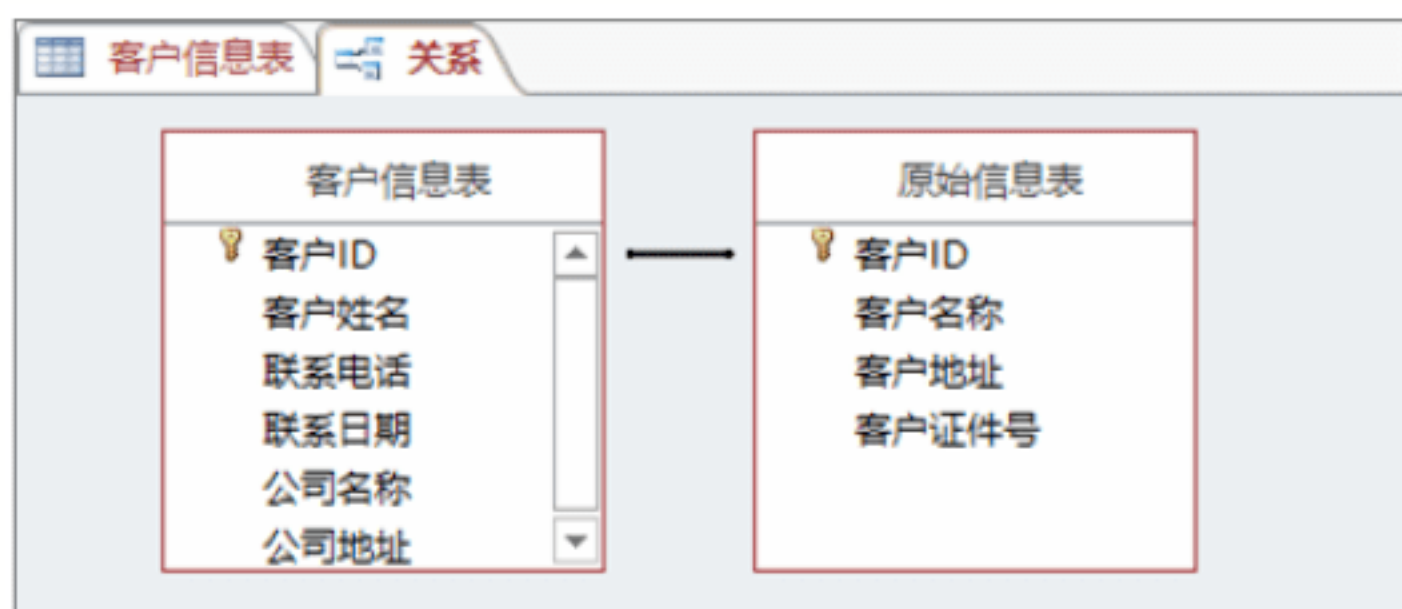 客户信息表 关系
客户信息表
客户ID
客户姓名
联系电话
联系日期
公司名称
公司地址
原始信息表
客户ID
客户名称
客户地址
客户证件号